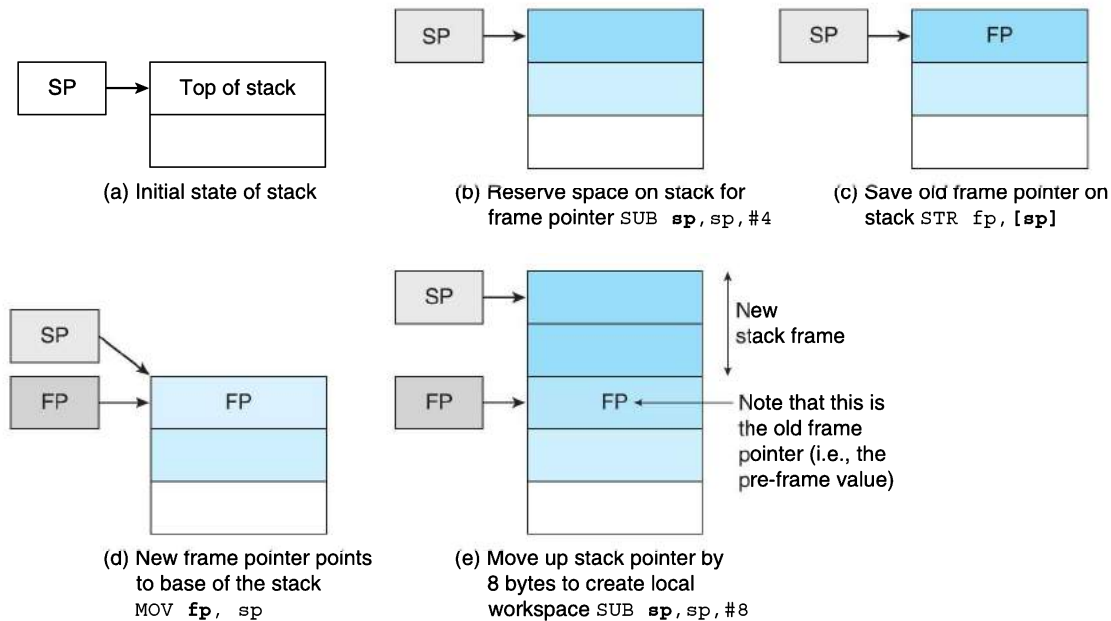 SP
Top of stack
(a) Initial state of stack
SP
(b) Reserve space on stack for
frame pointer SUB sp,sp,#4
SP
FP
(c) Save old frame pointer on
stack STR fp,[sp]
SP
FP
FP
(d) New frame pointer points
to base of the stack
MOV fp, sp
SP
New
stack frame
FP
FP
Note that this is
the old frame
pointer (i.e., the
pre-frame value)
(e) Move up stack pointer by
8 bytes to create local
workspace SUB sp,sp,#8